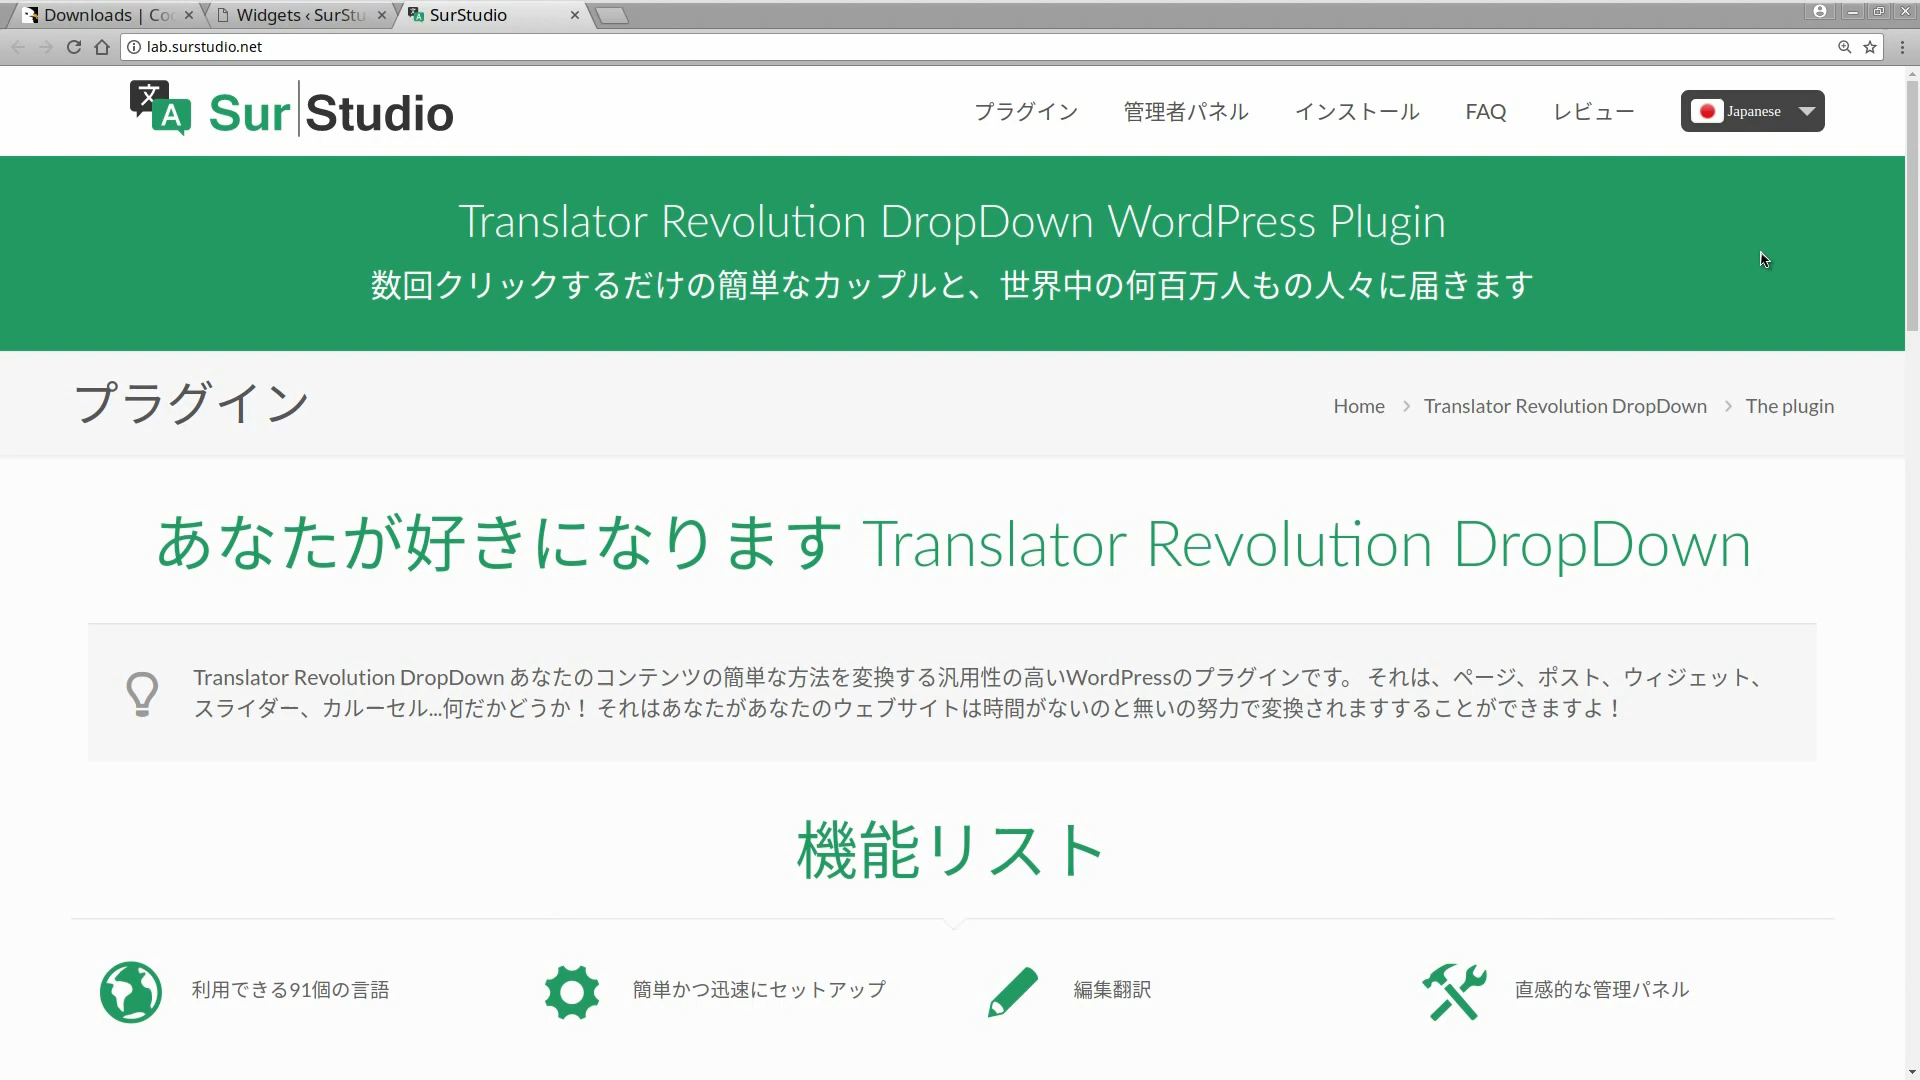 Downloads | Co
Widgets ‹ SurStu
SurStudio
lab.surstudio.net
文 A Sur Studio
プラグイン
管理者パネル
インストール
FAQ
レビュー
Japanese
Translator Revolution DropDown WordPress Plugin
数回クリックするだけの簡単なカップルと、世界中の何百万人もの人々に届きます
プラグイン
Home > Translator Revolution DropDown > The plugin
あなたが好きになります Translator Revolution DropDown
Translator Revolution DropDown あなたのコンテンツの簡単な方法を変換する汎用性の高いWordPressのプラグインです。 それは、ページ、ポスト、ウィジェット、
スライダー、カルーセル...何だかどうか！ それはあなたがあなたのウェブサイトは時間がないのと無いの努力で変換されますすることができますよ！
機能リスト
利用できる91個の言語
簡単かつ迅速にセットアップ
編集翻訳
直感的な管理パネル